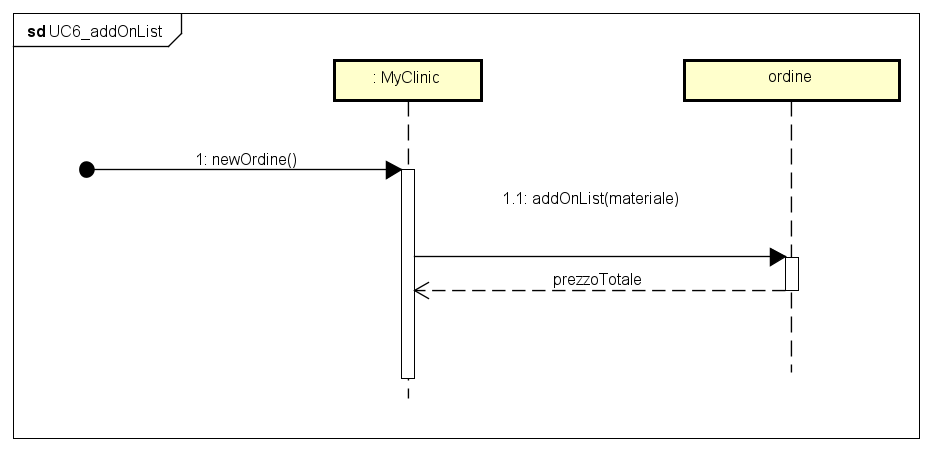 sd UC6_addOnList
: MyClinic
ordine
1: newOrdine()
1.1: addOnList(materiale)
prezzoTotale